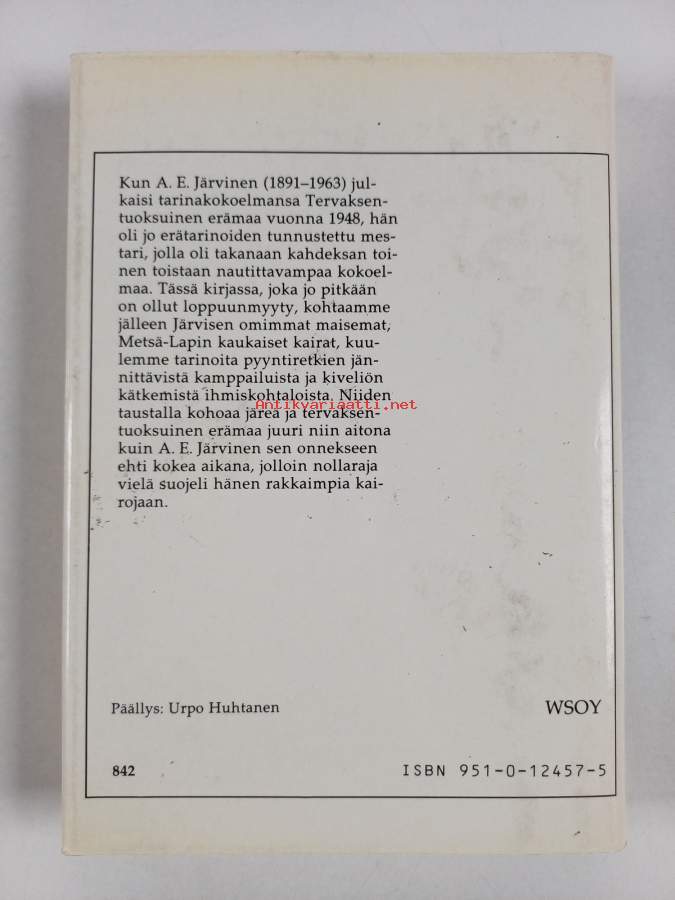 Kun A. E. Järvinen (1891–1963) jul-
kaisi tarinakokoelmansa Tervaksen-
tuoksuinen erämaa vuonna 1948, hän
oli jo erätarinoiden tunnustettu mes-
tari, jolla oli takanaan kahdeksan toi-
nen toistaan nautittavampaa kokoel-
maa. Tässä kirjassa, joka jo pitkään
on ollut loppuunmyyty, kohtaamme
jälleen Järvisen omimmat maisemat,
Metsä-Lapin kaukaiset kairat, kuu-
lemme tarinoita pyyntiretkien jän-
nittävistä kamppailuista ja kiveliön
kätkemistä ihmiskohtaloista. Niiden
Antikvariaatti.net
taustalla kohoaa järeä ja tervaksen-
tuoksuinen erämaa juuri niin aitona
kuin A. E. Järvinen sen onnekseen
ehti kokea aikana, jolloin nollaraja
vielä suojeli hänen rakkaimpia kai-
rojaan.
Päällys: Urpo Huhtanen
WSOY
842
ISBN 951-0-12457-5